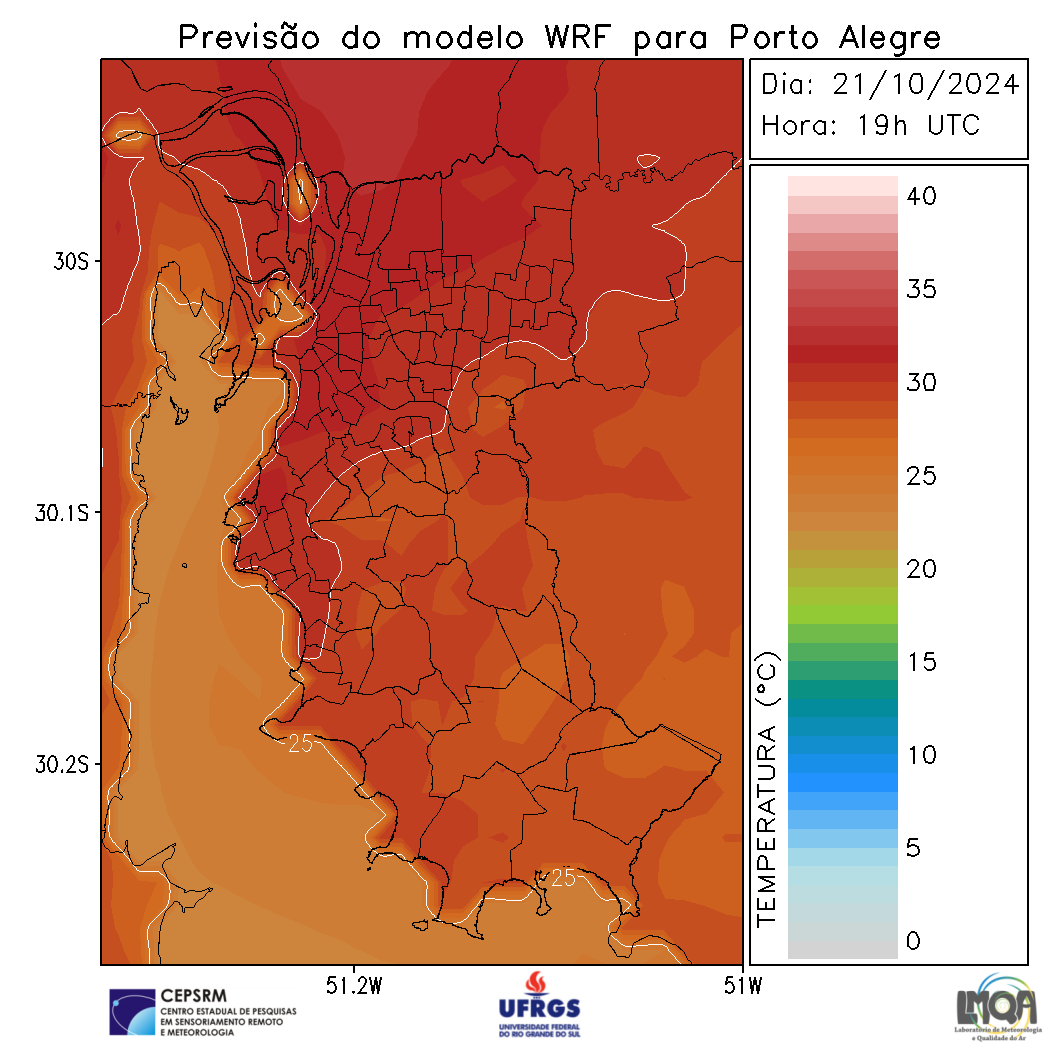 Previsão do modelo WRF para Porto Alegre
Dia: 21/10/2024
Hora: 19h UTC
40
35
30
25
20
15
10
5
0
TEMPERATURA (°C)
30S
30.1S
30.2S
25
25
51.2W
51W
CEPSRM
CENTRO ESTADUAL DE PESQUISAS
EM SENSORIAMENTO REMOTO
E METEOROLOGIA
UFRGS
UNIVERSIDADE FEDERAL
DO RIO GRANDE DO SUL
LMQA
Laboratório de Meteorologia
e Qualidade do Ar